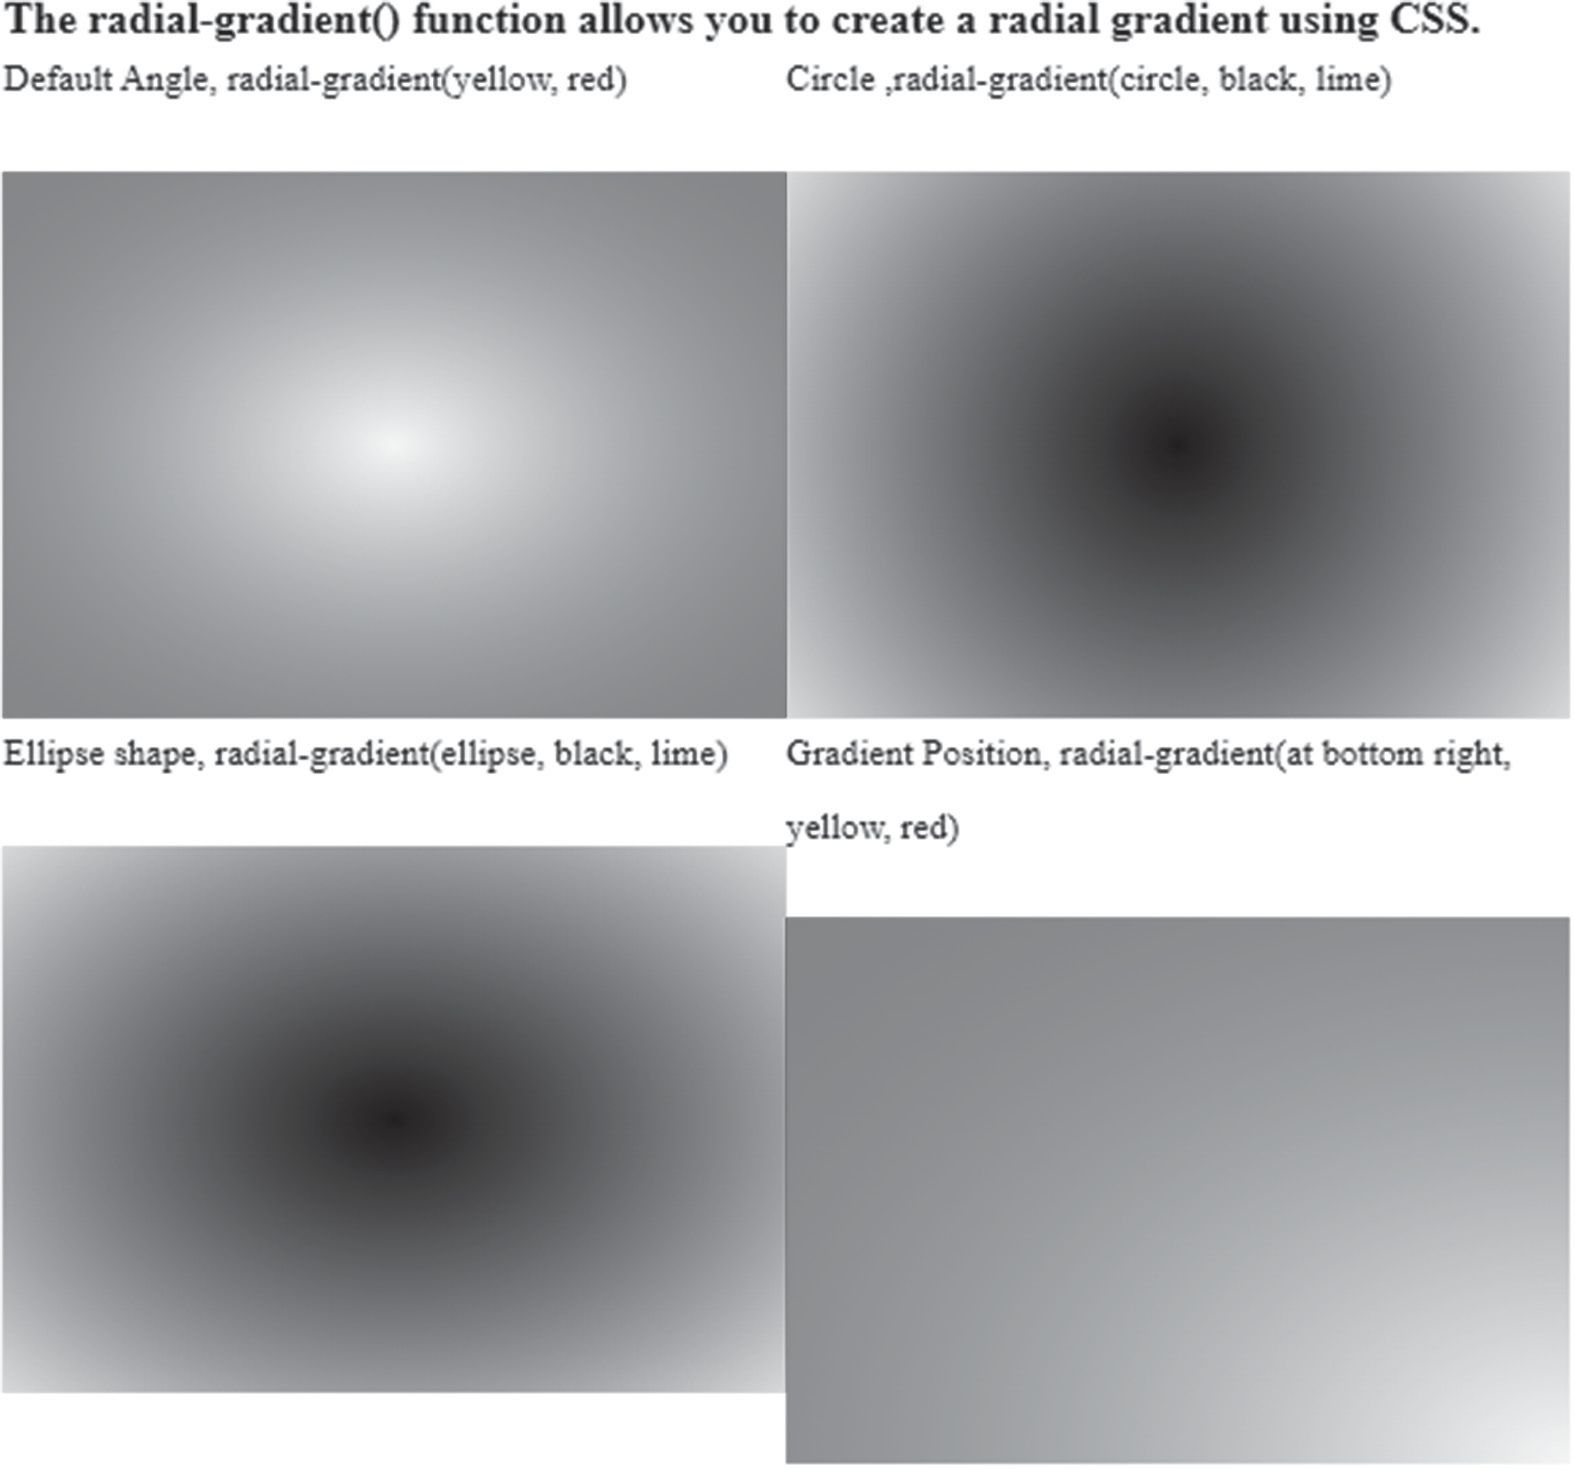 The radial-gradient() function allows you to create a radial gradient using CSS.
Default Angle, radial-gradient(yellow, red)
Circle ,radial-gradient(circle, black, lime)
Ellipse shape, radial-gradient(ellipse, black, lime)
Gradient Position, radial-gradient(at bottom right,
yellow, red)